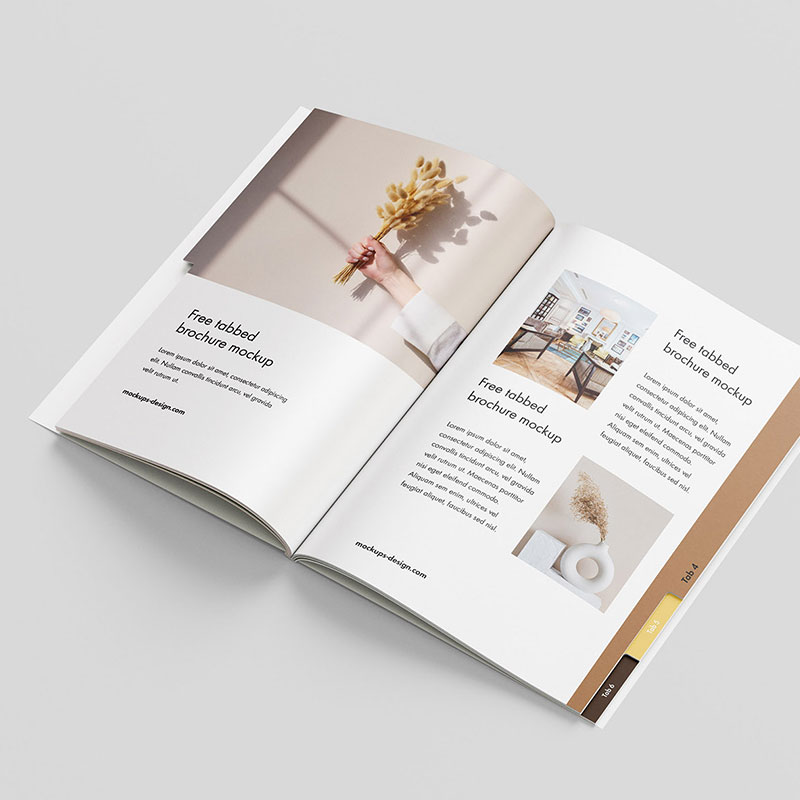 Free tabbed
brochure mockup
Lorem ipsum dolor sit amet, consectetur adipiscing
elit. Nullam convallis tincidunt arcu, vel gravida
velit rutrum ut.
mockups-design.com
Free tabbed
brochure mockup
Lorem ipsum dolor sit amet,
consectetur adipiscing elit. Nullam
convallis tincidunt arcu, vel gravida
velit rutrum ut. Maecenas porttitor
nisi eget eleifend commodo.
Aliquam sem enim, ultrices vel
feugiat aliquet, faucibus sed nisl.
mockups-design.com
Free tabbed
brochure mockup
Lorem ipsum dolor sit amet,
consectetur adipiscing elit. Nullam
convallis tincidunt arcu, vel gravida
velit rutrum ut. Maecenas porttitor
nisi eget eleifend commodo.
Aliquam sem enim, ultrices vel
feugiat aliquet, faucibus sed nisl.
Tab 4
Tab 5
Tab 6